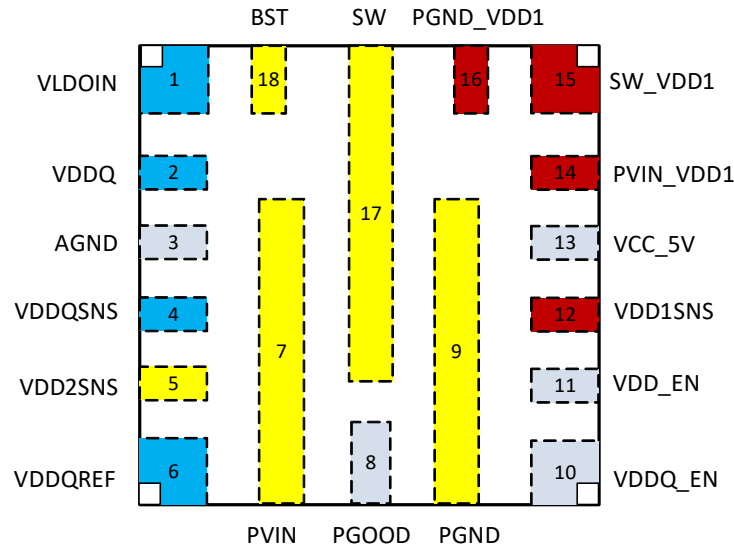 BST SW PGND_VDD1
VLDOIN 1 18 16 15 SW_VDD1
VDDQ 2 14 PVIN_VDD1
17
AGND 3 13 VCC_5V
VDDQSNS 4 12 VDD1SNS
7 9
VDD2SNS 5 11 VDD_EN
8
VDDQREF 6 10 VDDQ_EN
PVIN PGOOD PGND